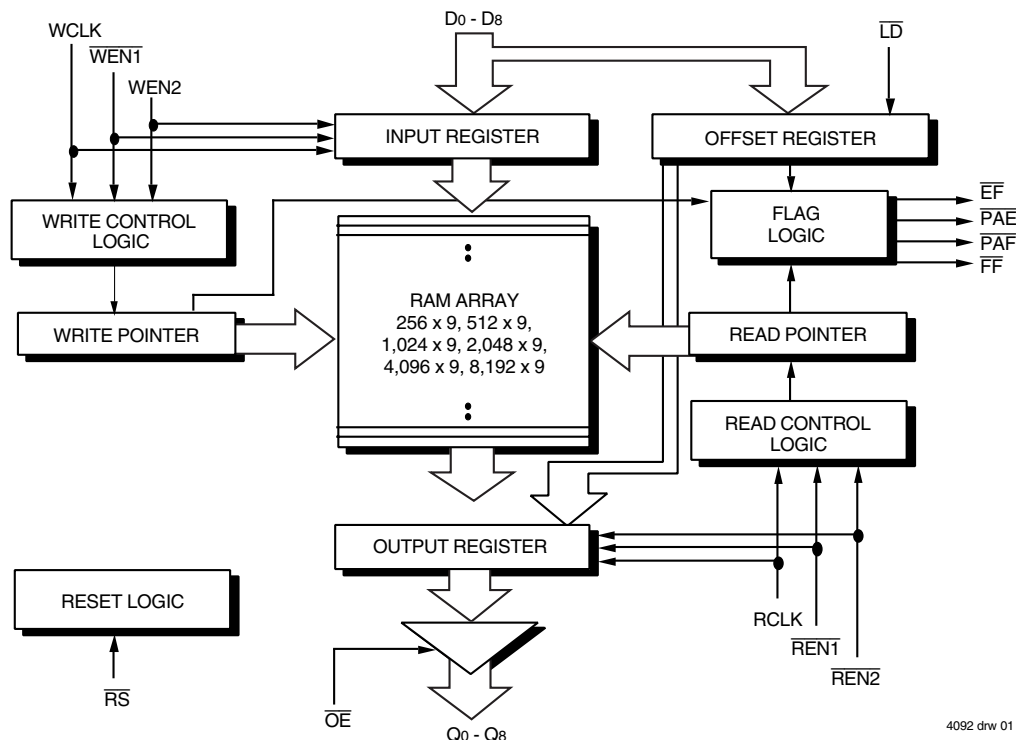 D0 - D8
WCLK
WEN1
WEN2
LD
INPUT REGISTER
OFFSET REGISTER
WRITE CONTROL
LOGIC
FLAG
LOGIC
EF
PAE
PAF
FF
RAM ARRAY
256 x 9, 512 x 9,
1,024 x 9, 2,048 x 9,
4,096 x 9, 8,192 x 9
WRITE POINTER
READ POINTER
READ CONTROL
LOGIC
OUTPUT REGISTER
RESET LOGIC
RCLK
REN1
REN2
RS
OE
Q0 - Q8
4092 drw 01